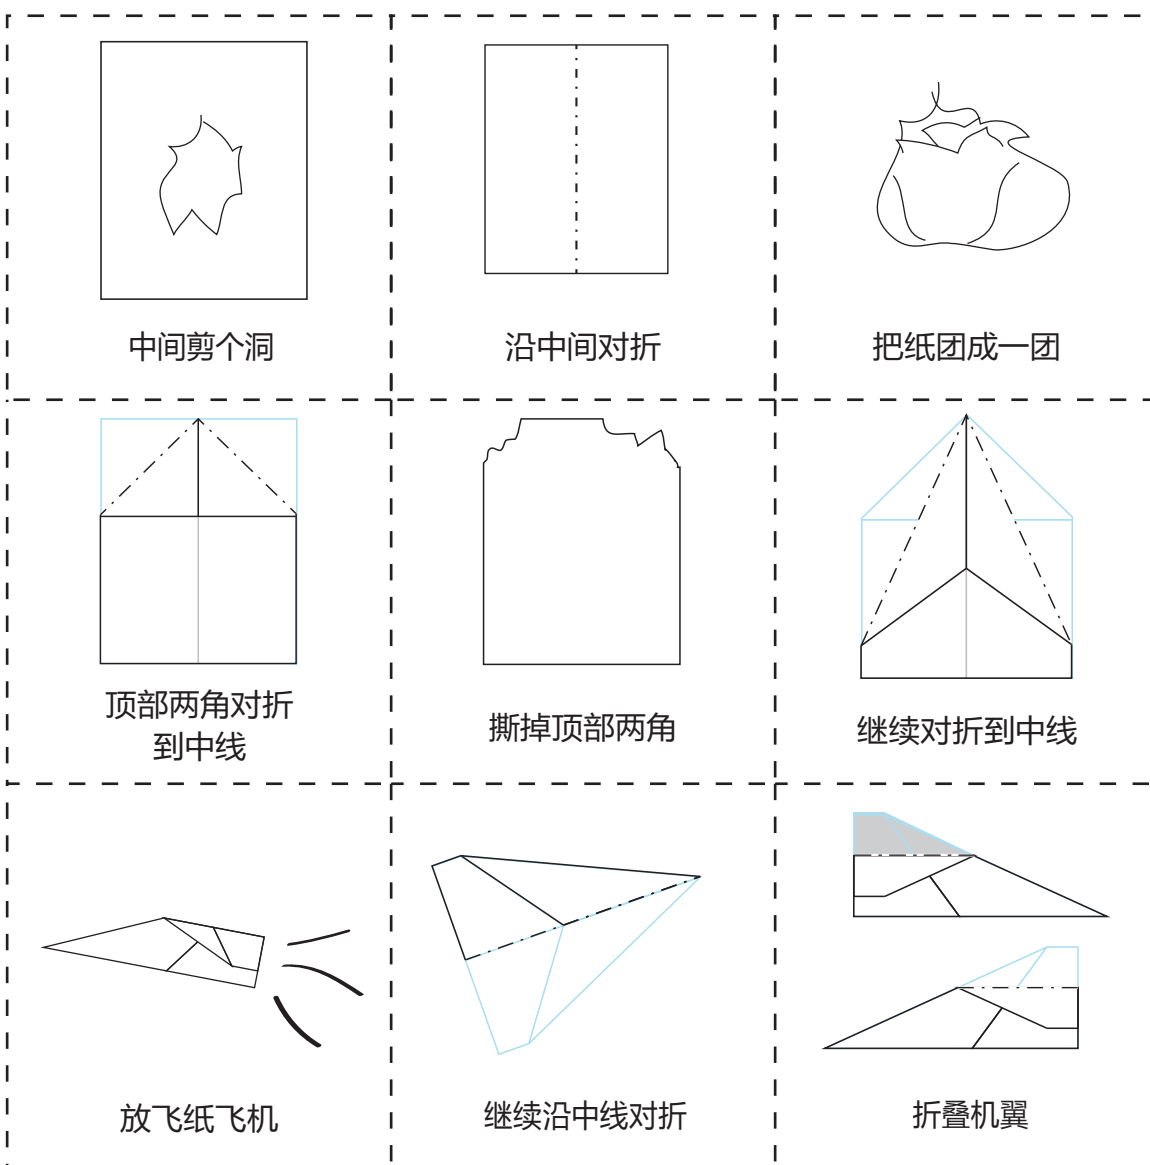 中间剪个洞
沿中间对折
把纸团成一团
顶部两角对折
到中线
撕掉顶部两角
继续对折到中线
放飞纸飞机
继续沿中线对折
折叠机翼